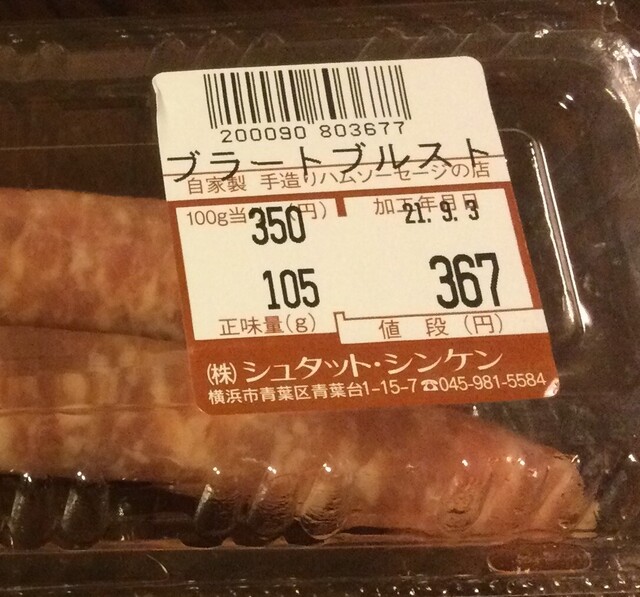 200090 803677
ブラートブルスト
自家製 手造りハムソーセージの店
100g当(円) 加工年月日
350 21. 9. 3
105 367
正味量(g) 値段(円)
(株)シュタット・シンケン
横浜市青葉区青葉台1-15-7☎045-981-5584